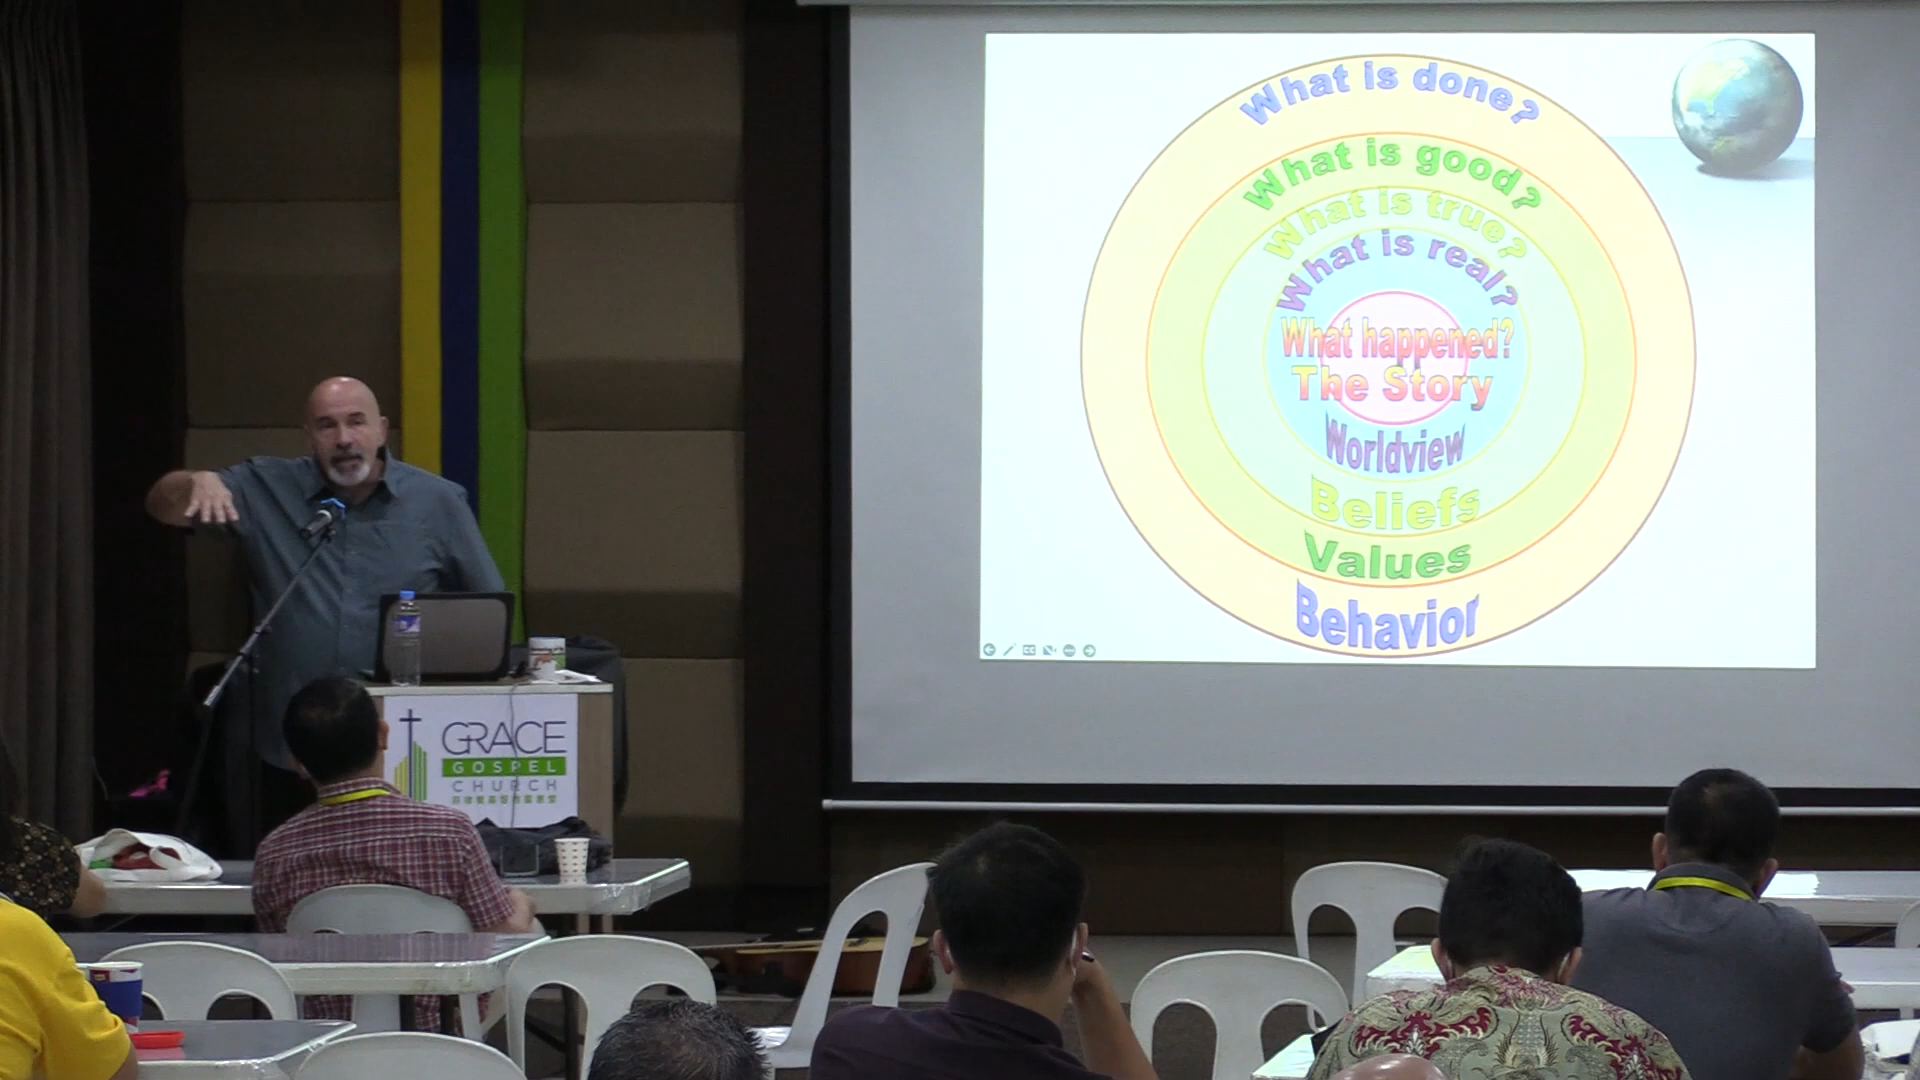 What is done?
What is good?
What is true?
What is real?
What happened?
The Story
Worldview
Beliefs
Values
Behavior
GRACE
GOSPEL
CHURCH